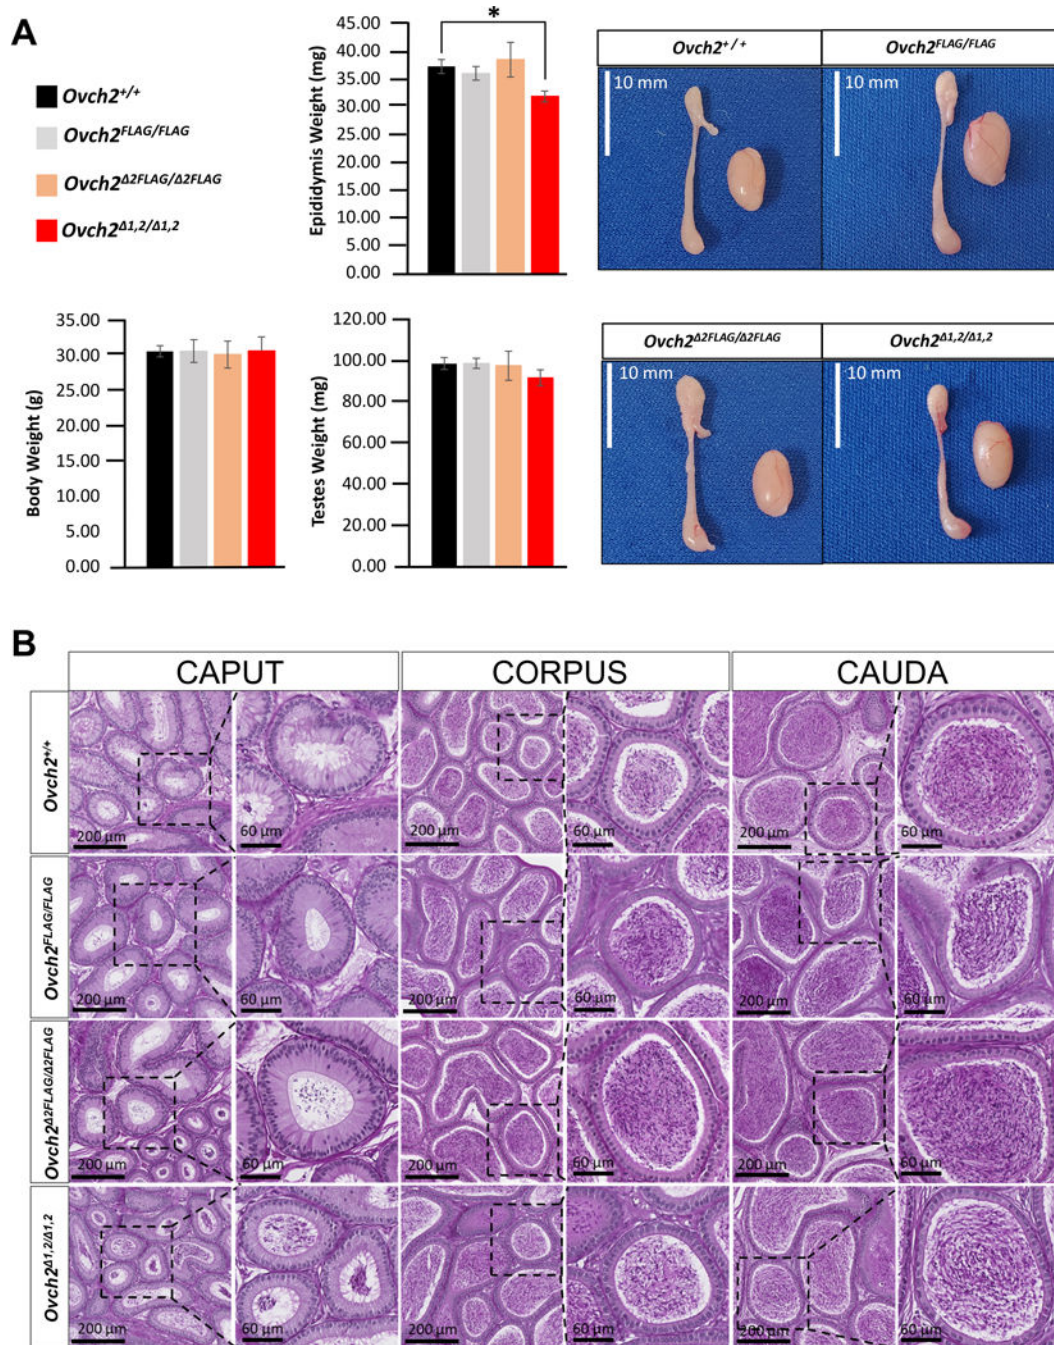 A
Ovch2+/+
Ovch2FLAG/FLAG
Ovch2Δ2FLAG/Δ2FLAG
Ovch2Δ1,2/Δ1,2
Epididymis Weight (mg)
45.00
40.00
35.00
30.00
25.00
20.00
15.00
10.00
5.00
0.00
*
Ovch2+/+
Ovch2FLAG/FLAG
10 mm
10 mm
Body Weight (g)
35.00
30.00
25.00
20.00
15.00
10.00
5.00
0.00
Testes Weight (mg)
120.00
100.00
80.00
60.00
40.00
20.00
0.00
Ovch2Δ2FLAG/Δ2FLAG
Ovch2Δ1,2/Δ1,2
10 mm
10 mm
B
CAPUT
CORPUS
CAUDA
Ovch2+/+
200 µm
60 µm
200 µm
60 µm
200 µm
60 µm
Ovch2FLAG/FLAG
200 µm
60 µm
200 µm
60 µm
200 µm
60 µm
Ovch2Δ2FLAG/Δ2FLAG
200 µm
60 µm
200 µm
60 µm
200 µm
60 µm
Ovch2Δ1,2/Δ1,2
200 µm
60 µm
200 µm
60 µm
200 µm
60 µm